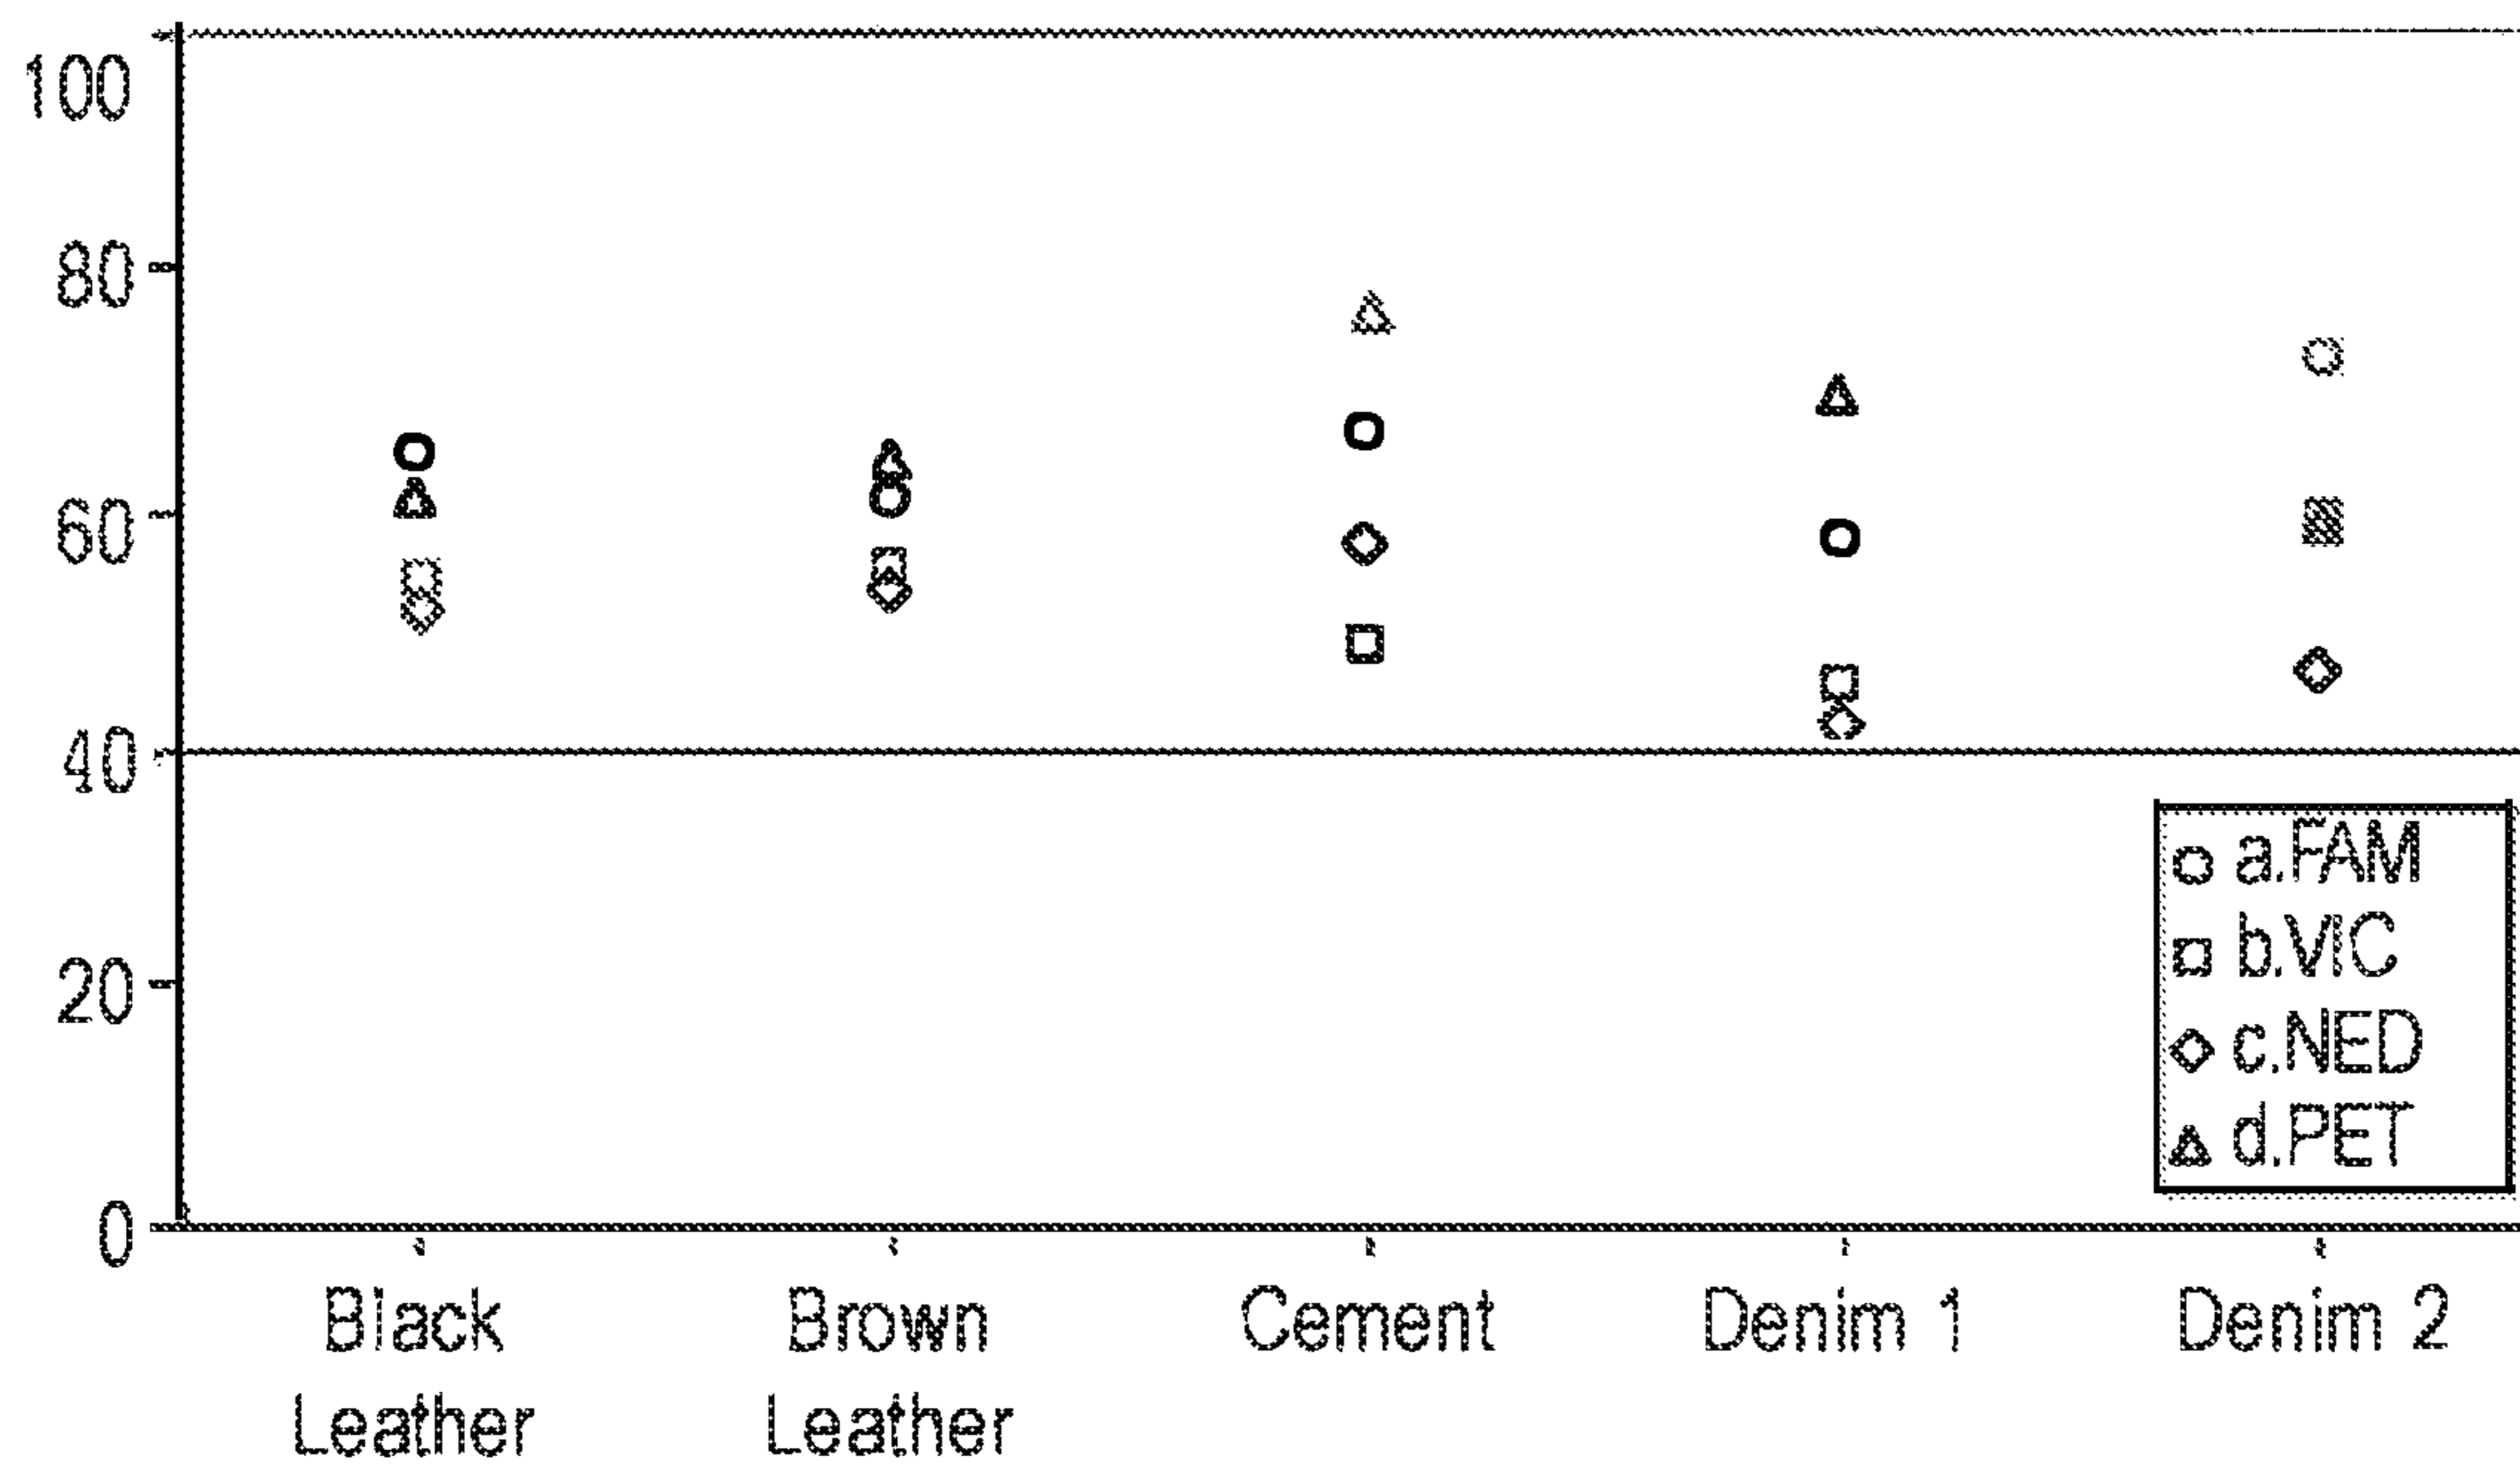 100
80
60
40
20
0
a.FAM
b.VIC
c.NED
d.PET
Black Leather
Brown Leather
Cement
Denim 1
Denim 2